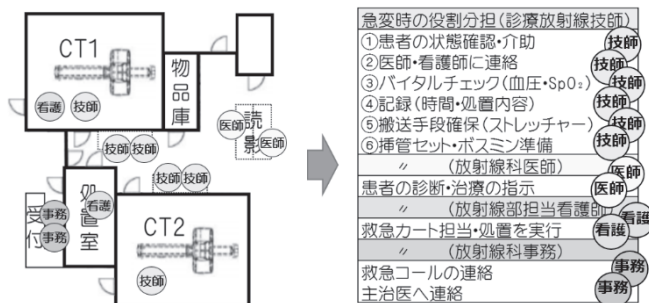 CT1
物品庫
看護
技師
医師
読影
医師
技師
技師
技師
技師
受付
事務
事務
処置室
看護
CT2
技師
急変時の役割分担(診療放射線技師)
①患者の状態確認・介助
技師
②医師・看護師に連絡
技師
③バイタルチェック(血圧・SpO₂)
技師
④記録(時間・処置内容)
技師
⑤搬送手段確保(ストレッチャー)
技師
⑥挿管セット・ボスミン準備
技師
〃 (放射線科医師)
医師
患者の診断・治療の指示
医師
〃 (放射線部担当看護師)
看護
救急カート担当・処置を実行
看護
〃 (放射線科事務)
救急コールの連絡
事務
主治医へ連絡
事務